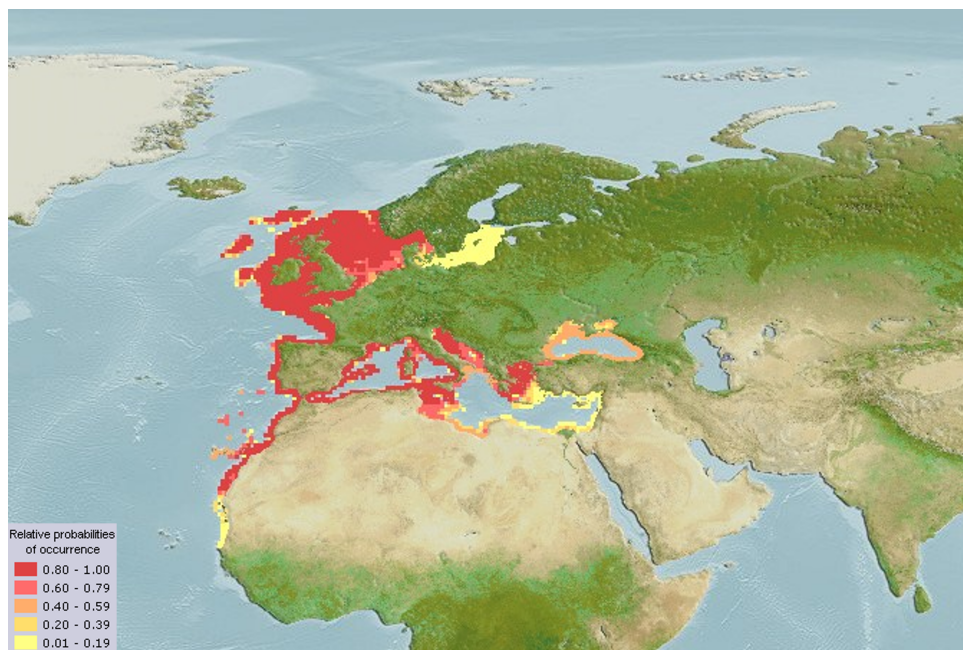 Relative probabilities
of occurrence
0.80 - 1.00
0.60 - 0.79
0.40 - 0.59
0.20 - 0.39
0.01 - 0.19